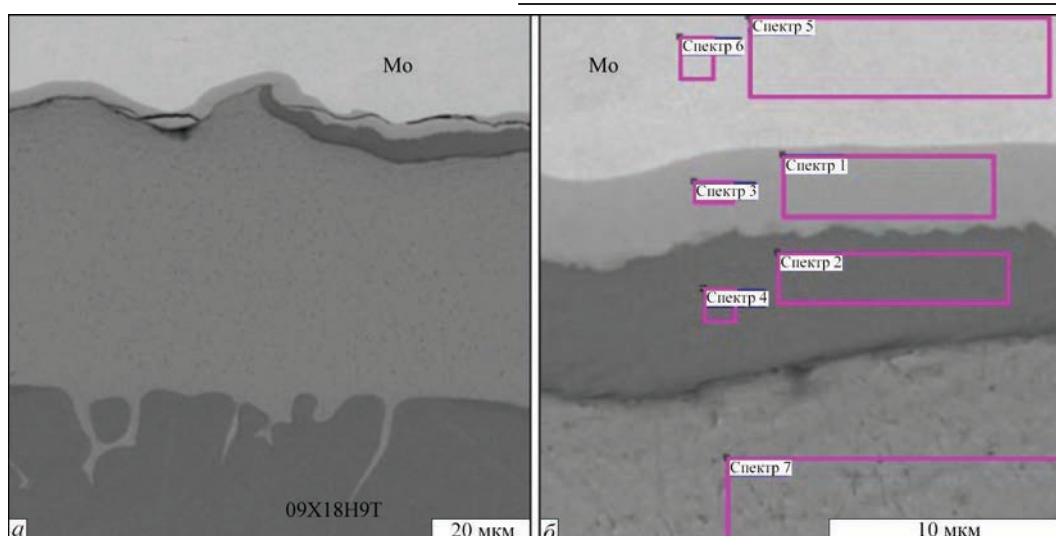 Mo
09Х18Н9Т
а
20 мкм
Спектр 5
Спектр 6
Mo
Спектр 1
Спектр 3
Спектр 2
Спектр 4
Спектр 7
б
10 мкм